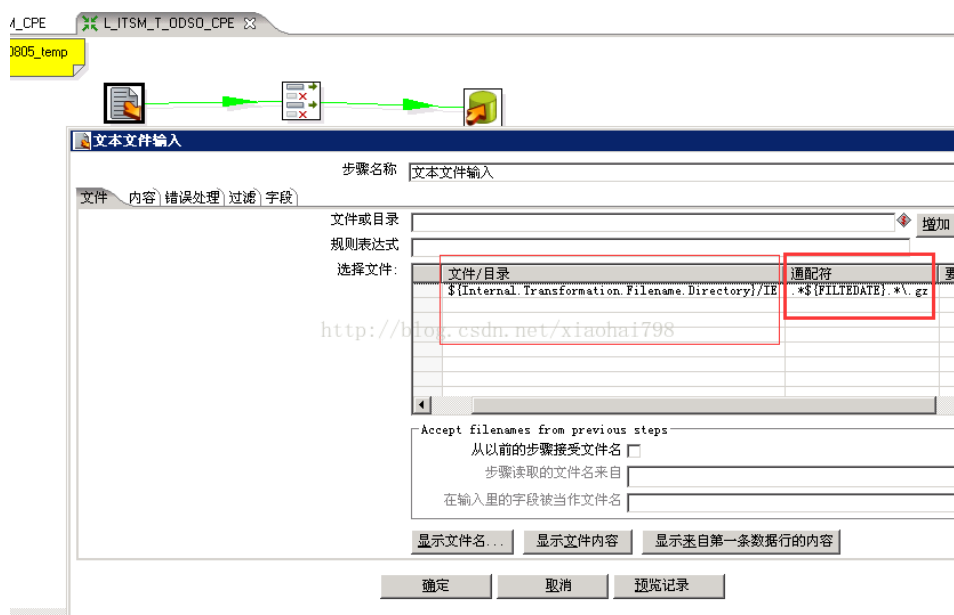 M_CPE
L_ITSM_T_ODSO_CPE
0805_temp
文本文件输入
步骤名称 文本文件输入
文件 内容 错误处理 过滤 字段
文件或目录 增加
规则表达式
选择文件: 文件/目录 通配符 要
${Internal.Transformation.Filename.Directory}/IE .*${FILTEDATE}.*\.gz
http://blog.csdn.net/xiaohai798
Accept filenames from previous steps
从以前的步骤接受文件名
步骤读取的文件名来自
在输入里的字段被当作文件名
显示文件名... 显示文件内容 显示来自第一条数据行的内容
确定 取消 预览记录